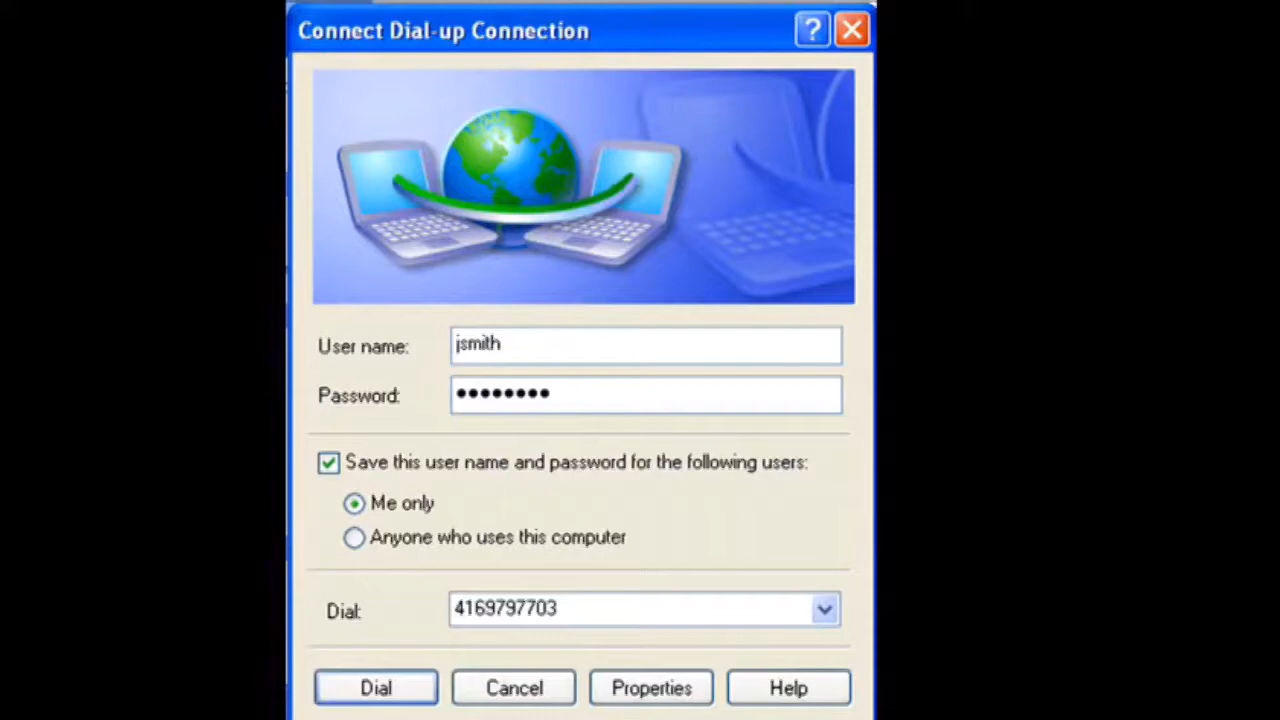 Connect Dial-up Connection
?
User name: jsmith
Password: ••••••••
Save this user name and password for the following users:
Me only
Anyone who uses this computer
Dial: 4169797703
Dial Cancel Properties Help